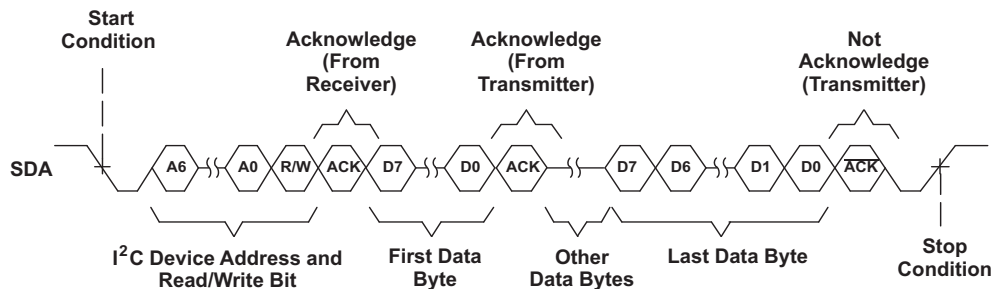 Start
Condition
Acknowledge
(From
Receiver)
Acknowledge
(From
Transmitter)
Not
Acknowledge
(Transmitter)
SDA
A6
A0
R/W
ACK
D7
D0
ACK
D7
D6
D1
D0
A̅C̅K̅
I²C Device Address and
Read/Write Bit
First Data
Byte
Other
Data Bytes
Last Data Byte
Stop
Condition